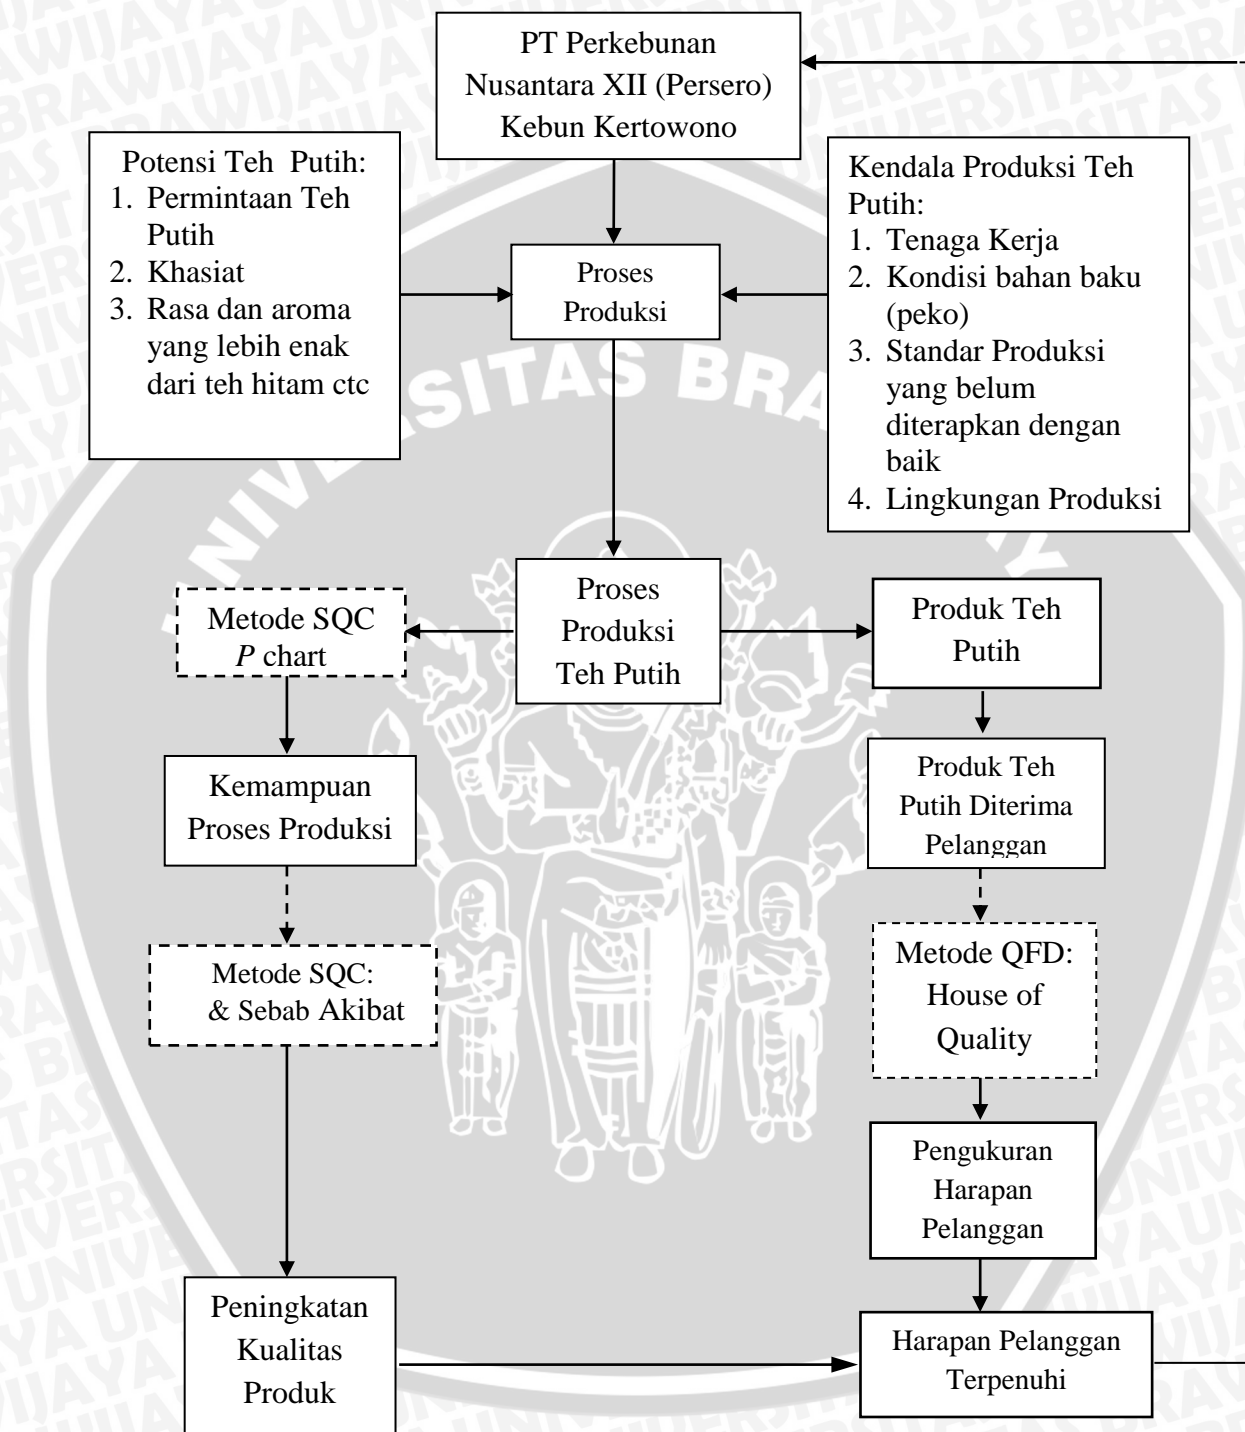 PT Perkebunan
Nusantara XII (Persero)
Kebun Kertowono
Potensi Teh Putih:
1. Permintaan Teh
Putih
2. Khasiat
3. Rasa dan aroma
yang lebih enak
dari teh hitam ctc
Proses
Produksi
Kendala Produksi Teh
Putih:
1. Tenaga Kerja
2. Kondisi bahan baku
(peko)
3. Standar Produksi
yang belum
diterapkan dengan
baik
4. Lingkungan Produksi
Metode SQC
P chart
Proses
Produksi
Teh Putih
Produk Teh
Putih
Kemampuan
Proses Produksi
Produk Teh
Putih Diterima
Pelanggan
Metode SQC:
& Sebab Akibat
Metode QFD:
House of
Quality
Pengukuran
Harapan
Pelanggan
Peningkatan
Kualitas
Produk
Harapan Pelanggan
Terpenuhi